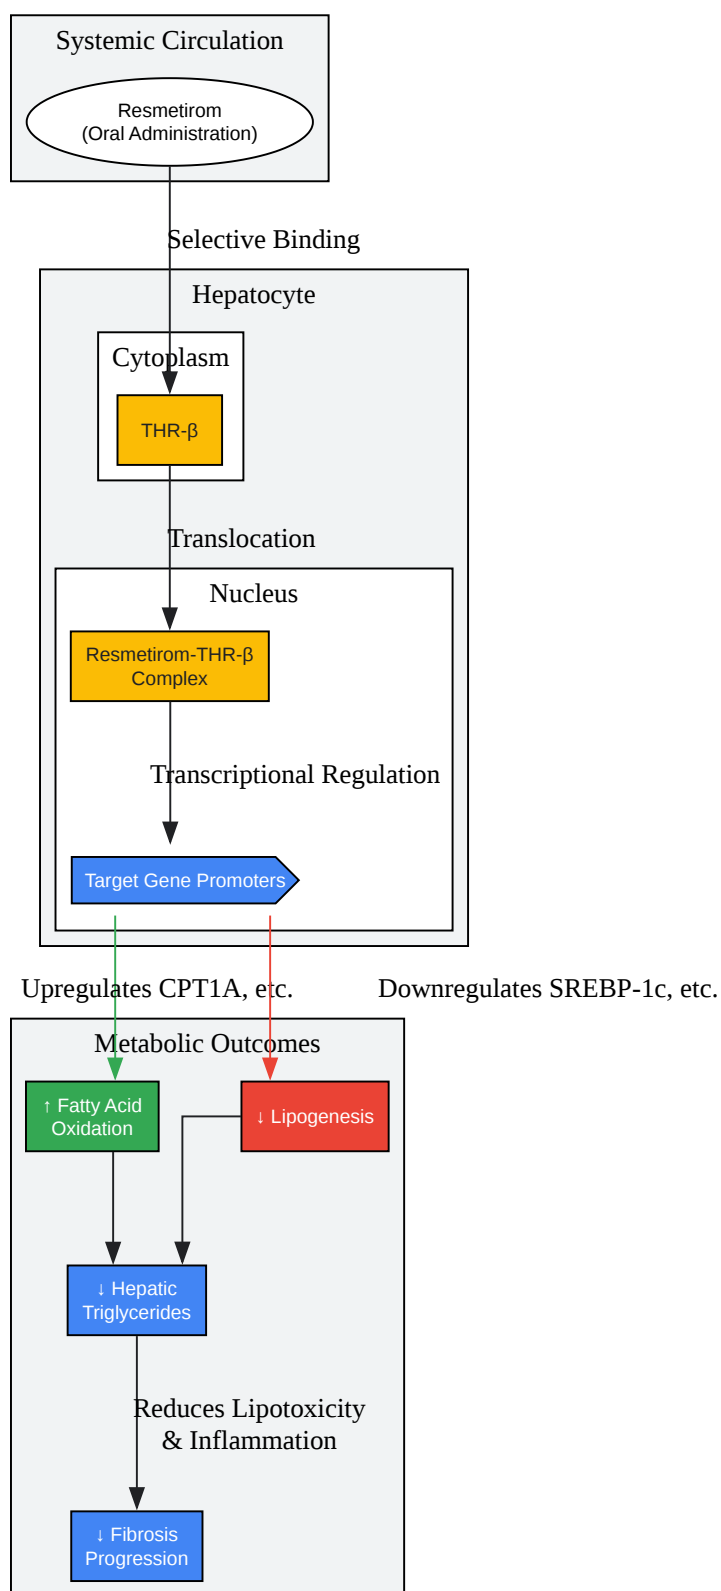 Systemic Circulation
Resmetirom
(Oral Administration)
Selective Binding
Hepatocyte
Cytoplasm
THR-β
Translocation
Nucleus
Resmetirom-THR-β
Complex
Transcriptional Regulation
Target Gene Promoters
Upregulates CPT1A, etc.
Downregulates SREBP-1c, etc.
Metabolic Outcomes
↑ Fatty Acid
Oxidation
↓ Lipogenesis
↓ Hepatic
Triglycerides
Reduces Lipotoxicity
& Inflammation
↓ Fibrosis
Progression